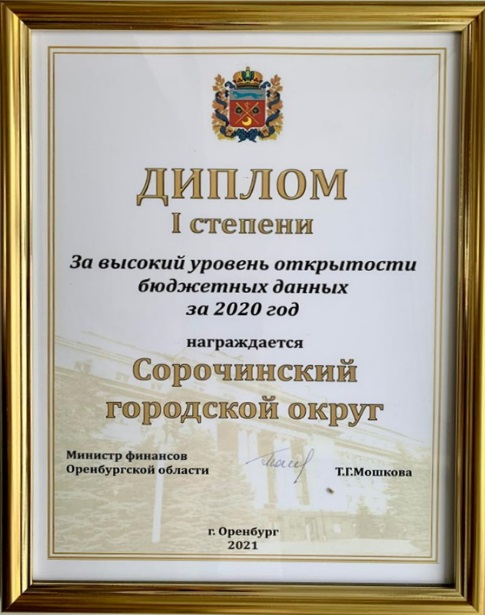 ДИПЛОМ
I степени
За высокий уровень открытости
бюджетных данных
за 2020 год
награждается
Сорочинский
городской округ
Министр финансов
Оренбургской области
Т.Г.Мошкова
г. Оренбург
2021